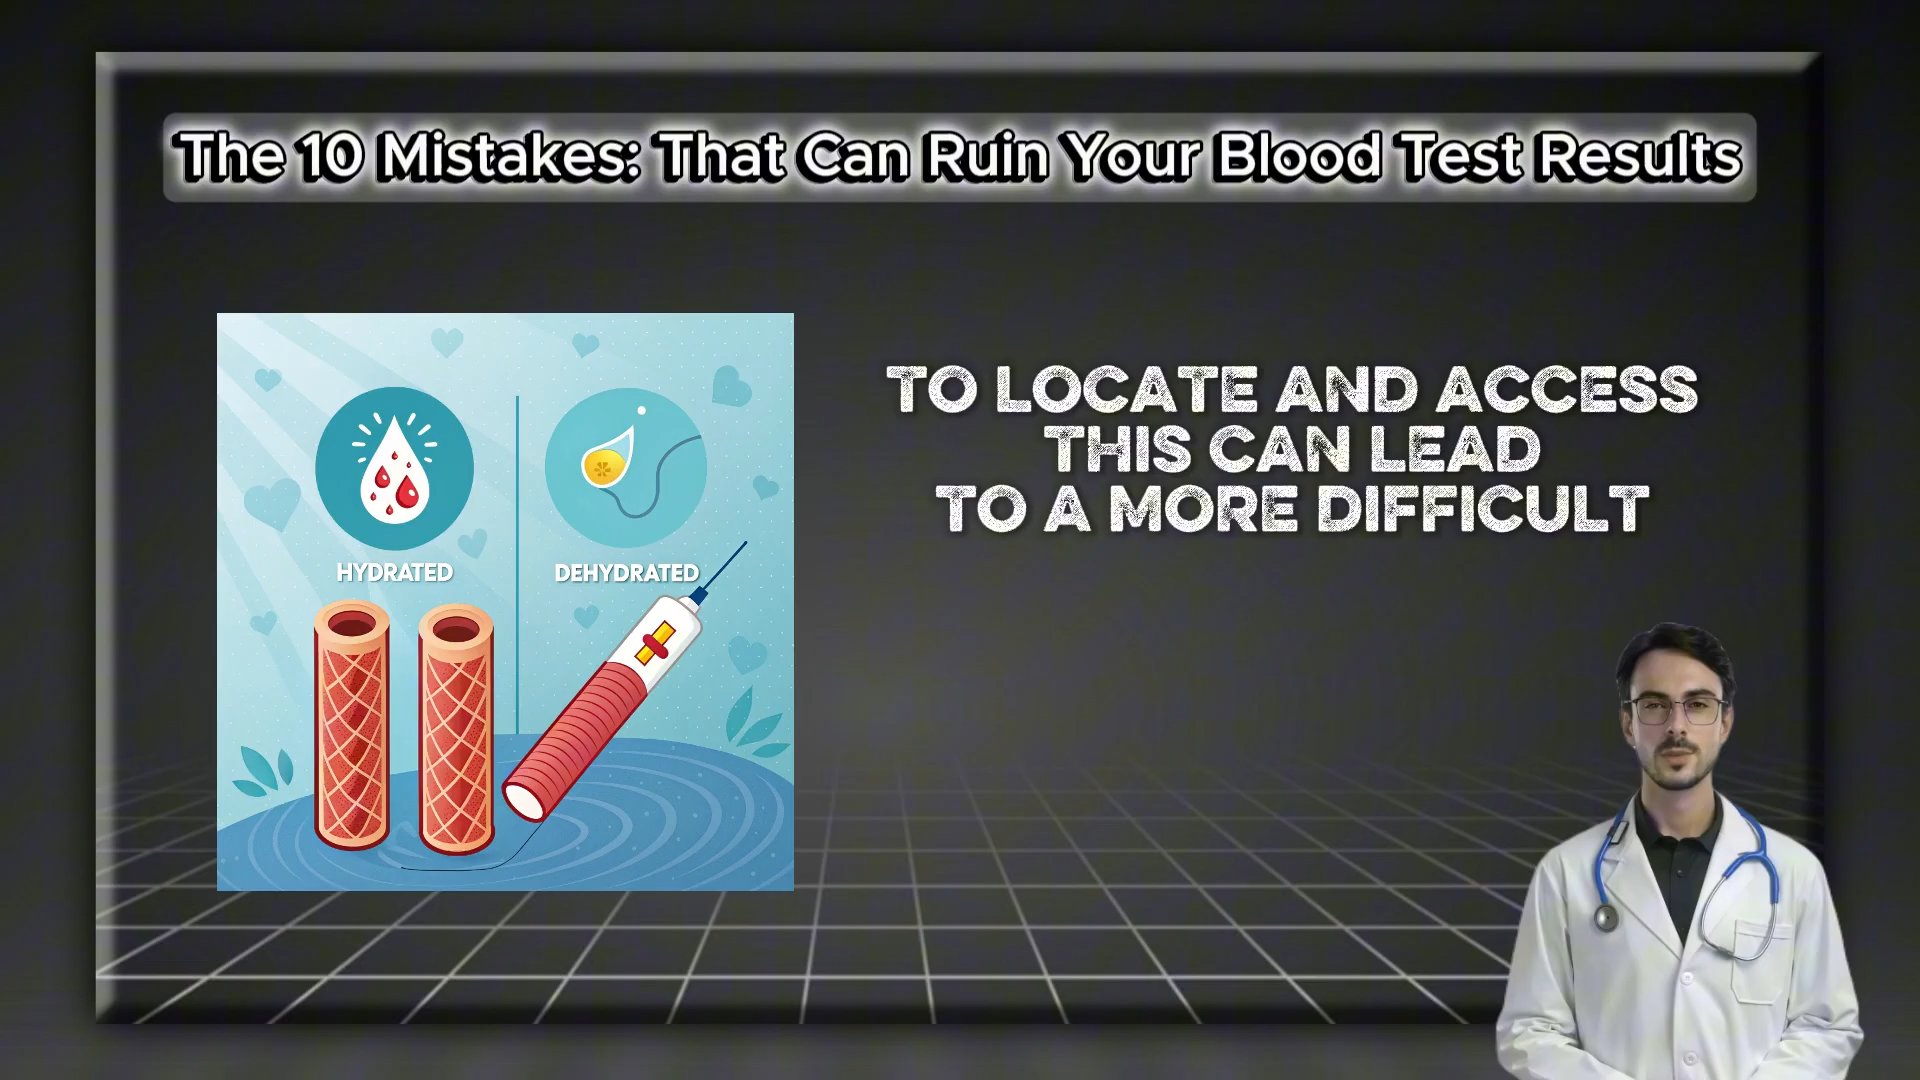 The 10 Mistakes: That Can Ruin Your Blood Test Results
HYDRATED
DEHYDRATED
TO LOCATE AND ACCESS
THIS CAN LEAD
TO A MORE DIFFICULT